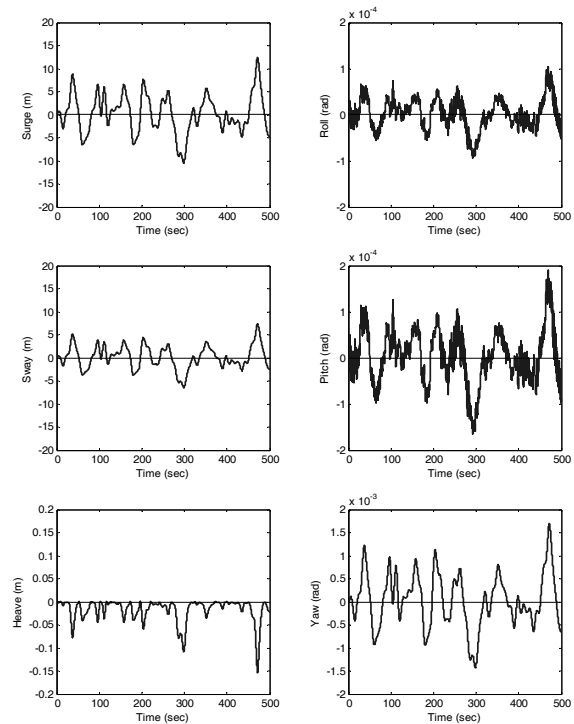 20
15
10
5
0
-5
-10
-15
-20
0 100 200 300 400 500
Time (sec)
Surge (m)
x 10⁻⁴
2
1
0
-1
-2
0 100 200 300 400 500
Time (sec)
Roll (rad)
20
15
10
5
0
-5
-10
-15
-20
0 100 200 300 400 500
Time (sec)
Sway (m)
x 10⁻⁴
2
1
0
-1
-2
0 100 200 300 400 500
Time (sec)
Pitch (rad)
0.2
0.15
0.1
0.05
0
-0.05
-0.1
-0.15
0.2
0 100 200 300 400 500
Time (sec)
Heave (m)
x 10⁻³
2
1.5
1
0.5
0
0.5
-1
-1.5
-2
0 100 200 300 400 500
Time (sec)
Yaw (rad)